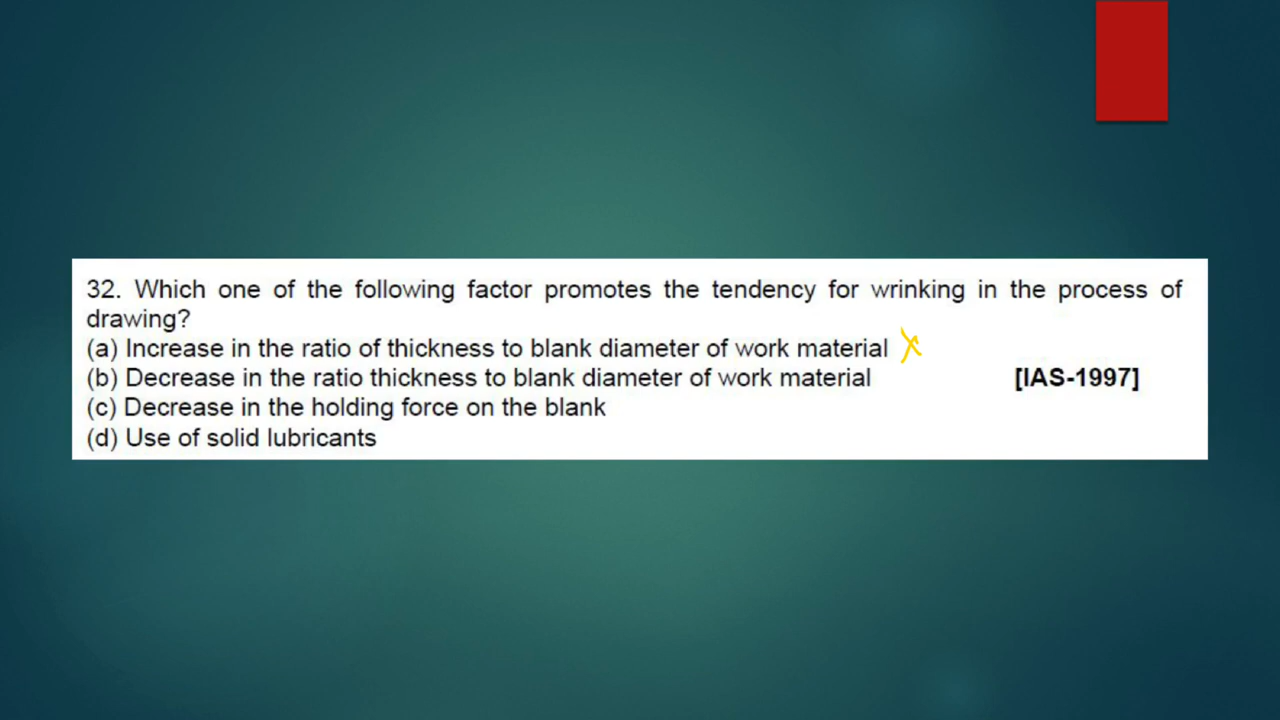 32. Which one of the following factor promotes the tendency for wrinking in the process of
drawing?
(a) Increase in the ratio of thickness to blank diameter of work material X
(b) Decrease in the ratio thickness to blank diameter of work material [IAS-1997]
(c) Decrease in the holding force on the blank
(d) Use of solid lubricants